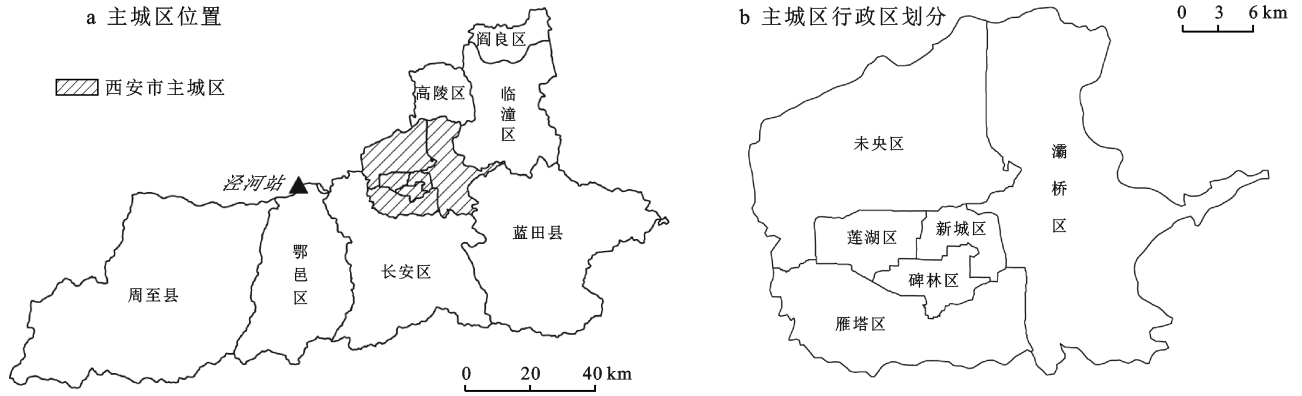 a 主城区位置
西安市主城区
阎良区
高陵区
临潼区
泾河站
周至县
鄠邑区
长安区
蓝田县
0 20 40 km
b 主城区行政区划分
0 3 6 km
未央区
灞桥区
莲湖区
新城区
碑林区
雁塔区